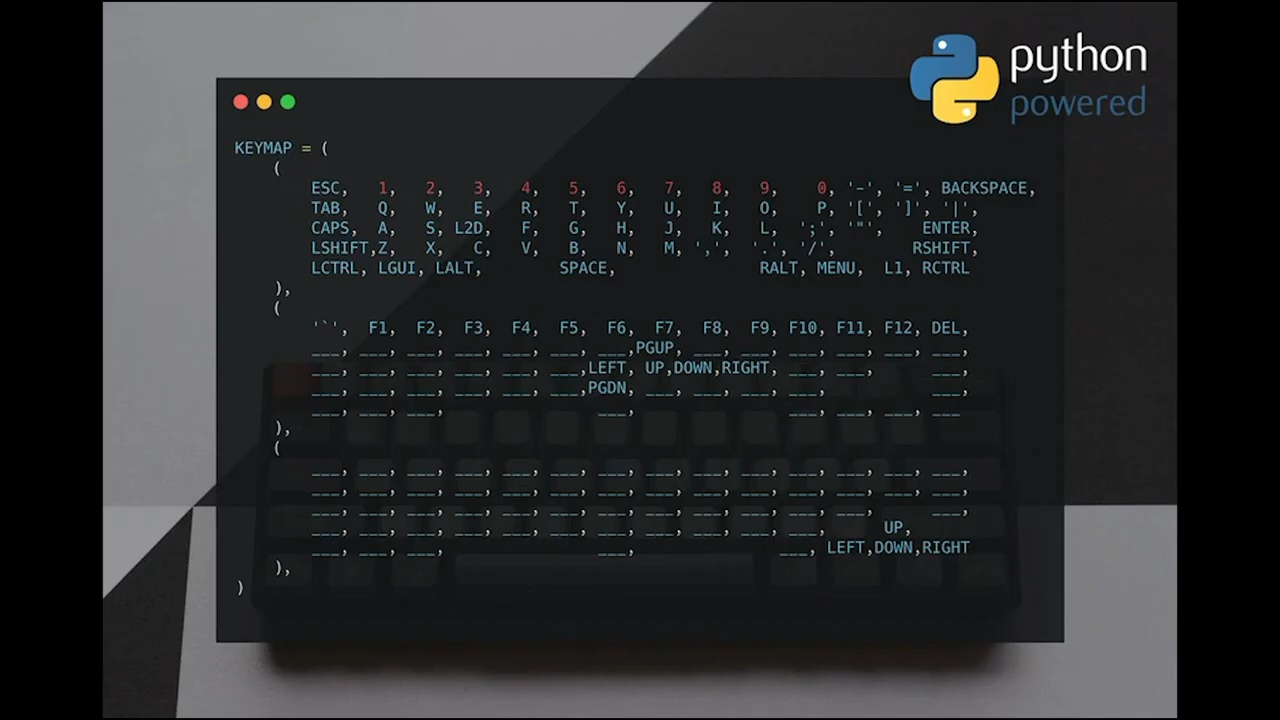 python
powered
KEYMAP = (
(
ESC, 1, 2, 3, 4, 5, 6, 7, 8, 9, 0, '-', '=', BACKSPACE,
TAB, Q, W, E, R, T, Y, U, I, O, P, '[', ']', '|',
CAPS, A, S, L2D, F, G, H, J, K, L, ';', '"', ENTER,
LSHIFT,Z, X, C, V, B, N, M, ',', '.', '/', RSHIFT,
LCTRL, LGUI, LALT, SPACE, RALT, MENU, L1, RCTRL
),
(
'`', F1, F2, F3, F4, F5, F6, F7, F8, F9, F10, F11, F12, DEL,
___, ___, ___, ___, ___, ___, ___,PGUP, ___, ___, ___, ___, ___, ___,
___, ___, ___, ___, ___, ___,LEFT, UP,DOWN,RIGHT, ___, ___, ___,
___, ___, ___, ___, ___, ___,PGDN, ___, ___, ___, ___, ___,
___, ___, ___, ___, ___, ___, ___, ___
),
(
___, ___, ___, ___, ___, ___, ___, ___, ___, ___, ___, ___, ___, ___,
___, ___, ___, ___, ___, ___, ___, ___, ___, ___, ___, ___, ___, ___,
___, ___, ___, ___, ___, ___, ___, ___, ___, ___, ___, ___, ___,
___, ___, ___, ___, ___, ___, ___, ___, ___, ___, ___, UP,
___, ___, ___, ___, ___, LEFT,DOWN,RIGHT
),
)